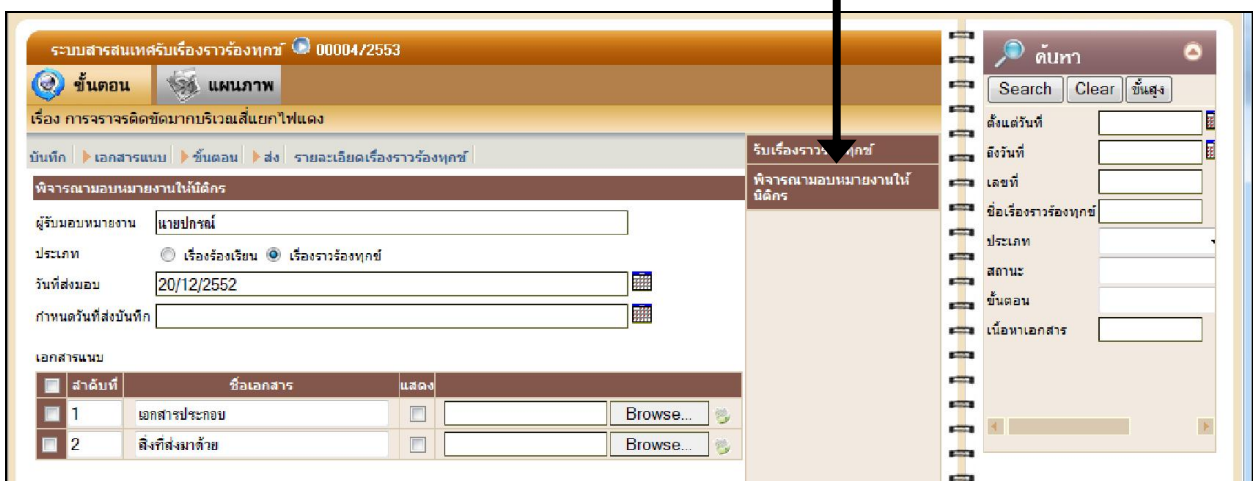 ระบบสารสนเทศรับเรื่องราวร้องทุกข์ 00004/2553
ขั้นตอน แผนภาพ
เรื่อง การจราจรติดขัดมากบริเวณสี่แยกไฟแดง
บันทึก เอกสารแนบ ขั้นตอน ส่ง รายละเอียดเรื่องราวร้องทุกข์
พิจารณามอบหมายงานให้นิติกร
ผู้รับมอบหมายงาน นายปกรณ์
ประเภท เรื่องร้องเรียน เรื่องราวร้องทุกข์
วันที่ส่งมอบ 20/12/2552
กำหนดวันที่ส่งบันทึก
เอกสารแนบ
ลำดับที่ ชื่อเอกสาร แสดง
1 เอกสารประกอบ Browse...
2 สิ่งที่ส่งมาด้วย Browse...
รับเรื่องราวร้องทุกข์
พิจารณามอบหมายงานให้
นิติกร
ค้นหา
Search Clear ขั้นสูง
ตั้งแต่วันที่
ถึงวันที่
เลขที่
ชื่อเรื่องราวร้องทุกข์
ประเภท
สถานะ
ขั้นตอน
เนื้อหาเอกสาร